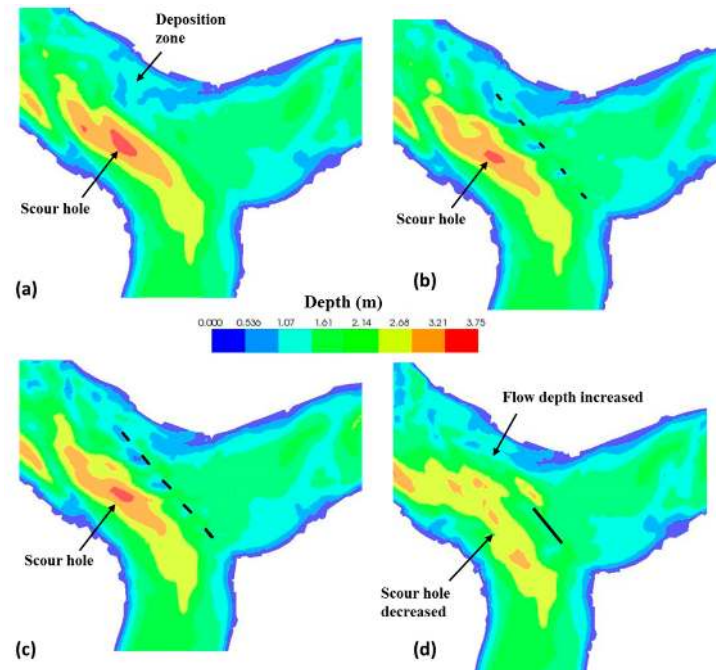 Deposition
zone
Scour hole
(a)
Scour hole
(b)
Depth (m)
0.000 0.536 1.07 1.61 2.14 2.68 3.21 3.75
Scour hole
(c)
Flow depth increased
Scour hole
decreased
(d)